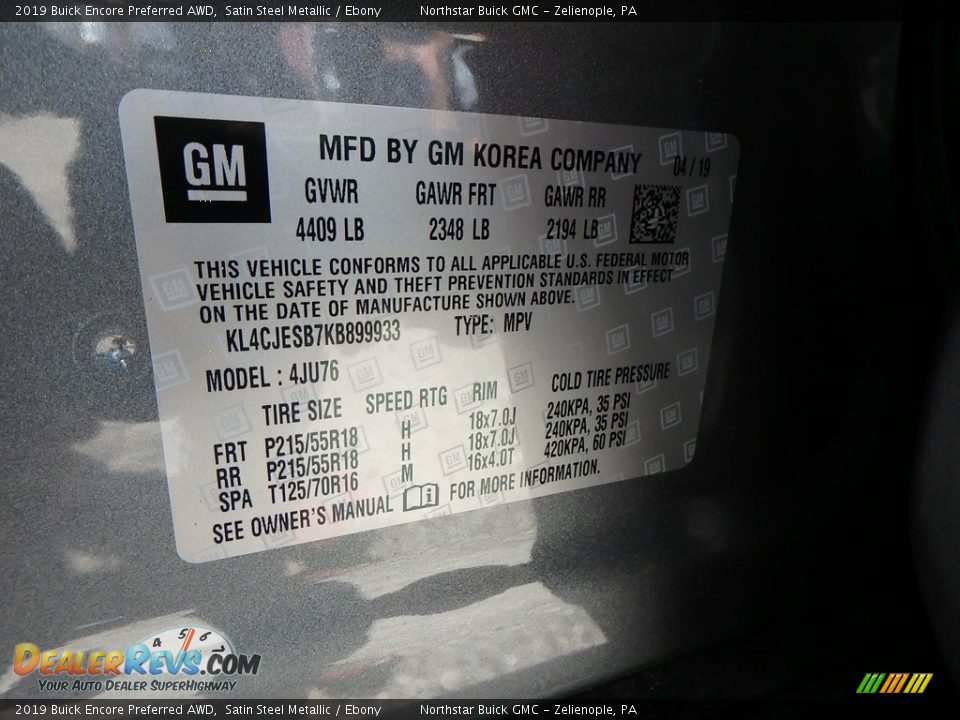 2019 Buick Encore Preferred AWD,  Satin Steel Metallic / Ebony        Northstar Buick GMC – Zelienople, PA
GM
MFD BY GM KOREA COMPANY 04 / 19
GVWR GAWR FRT GAWR RR
4409 LB 2348 LB 2194 LB
THIS VEHICLE CONFORMS TO ALL APPLICABLE U.S. FEDERAL MOTOR
VEHICLE SAFETY AND THEFT PREVENTION STANDARDS IN EFFECT
ON THE DATE OF MANUFACTURE SHOWN ABOVE.
KL4CJESB7KB899933 TYPE: MPV
MODEL : 4JU76
TIRE SIZE SPEED RTG RIM COLD TIRE PRESSURE
FRT P215/55R18 H 18x7.0J 240KPA, 35 PSI
RR P215/55R18 H 18x7.0J 240KPA, 35 PSI
SPA T125/70R16 M 16x4.0T 420KPA, 60 PSI
SEE OWNER'S MANUAL FOR MORE INFORMATION.
4 5 6
DealerRevs.com
Your Auto Dealer SuperHighway
2019 Buick Encore Preferred AWD,  Satin Steel Metallic / Ebony        Northstar Buick GMC – Zelienople, PA